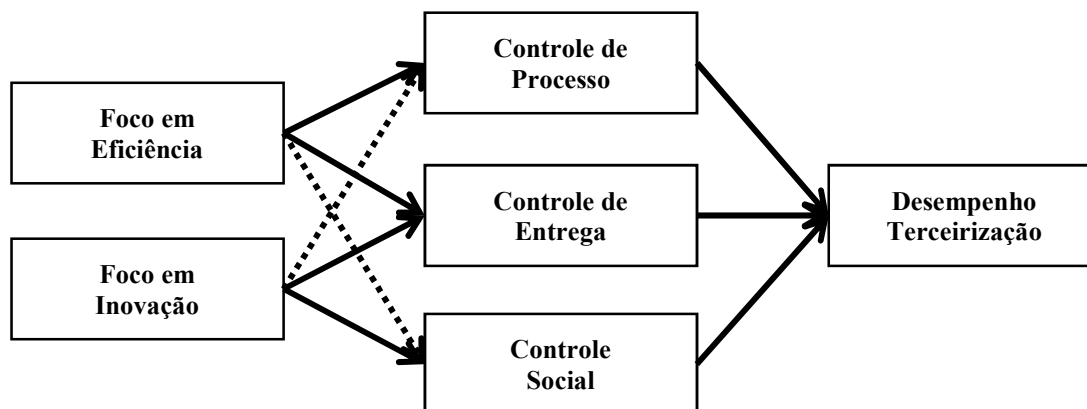 Foco em
Eficiência
Foco em
Inovação
Controle de
Processo
Controle de
Entrega
Controle
Social
Desempenho
Terceirização